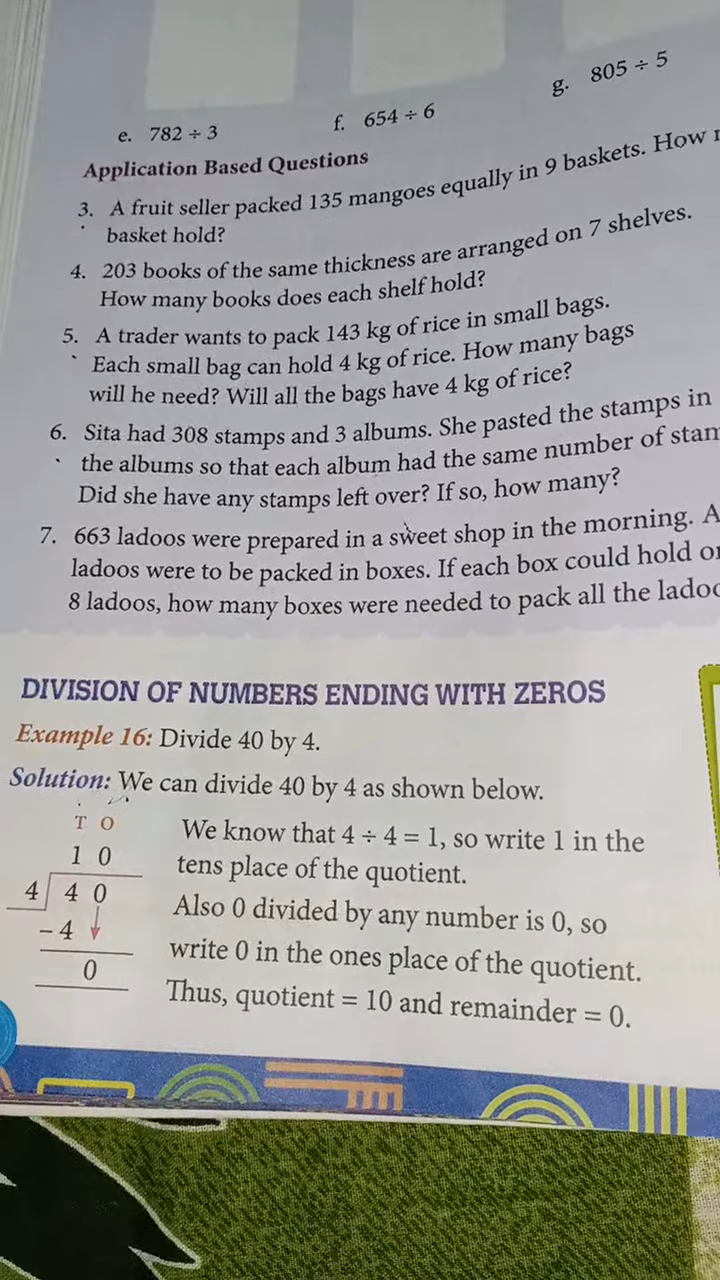 e. 782 ÷ 3 f. 654 ÷ 6 g. 805 ÷ 5
Application Based Questions
3. A fruit seller packed 135 mangoes equally in 9 baskets. How
basket hold?
4. 203 books of the same thickness are arranged on 7 shelves.
How many books does each shelf hold?
5. A trader wants to pack 143 kg of rice in small bags.
Each small bag can hold 4 kg of rice. How many bags
will he need? Will all the bags have 4 kg of rice?
6. Sita had 308 stamps and 3 albums. She pasted the stamps in
the albums so that each album had the same number of
Did she have any stamps left over? If so, how many?
7. 663 ladoos were prepared in a sweet shop in the morning.
ladoos were to be packed in boxes. If each box could hold
8 ladoos, how many boxes were needed to pack all the
DIVISION OF NUMBERS ENDING WITH ZEROS
Example 16: Divide 40 by 4.
Solution: We can divide 40 by 4 as shown below.
T O
1 0
4 4 0
– 4
0
We know that 4 ÷ 4 = 1, so write 1 in the
tens place of the quotient.
Also 0 divided by any number is 0, so
write 0 in the ones place of the quotient.
Thus, quotient = 10 and remainder = 0.